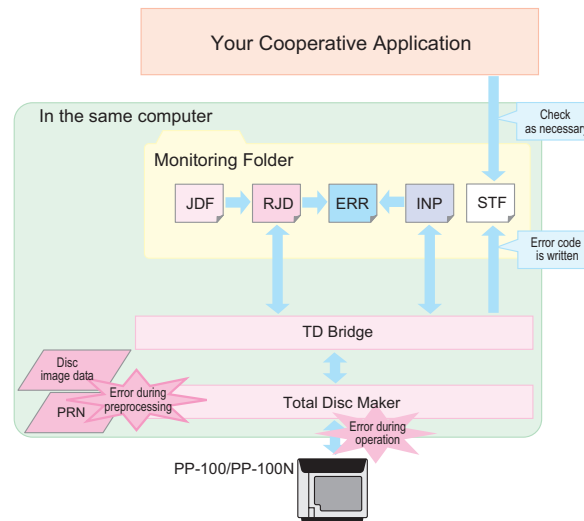 Your Cooperative Application
In the same computer
Check
as necessary
Monitoring Folder
JDF
RJD
ERR
INP
STF
Error code
is written
TD Bridge
Disc
image data
Error during
preprocessing
PRN
Total Disc Maker
Error during
operation
PP-100/PP-100N